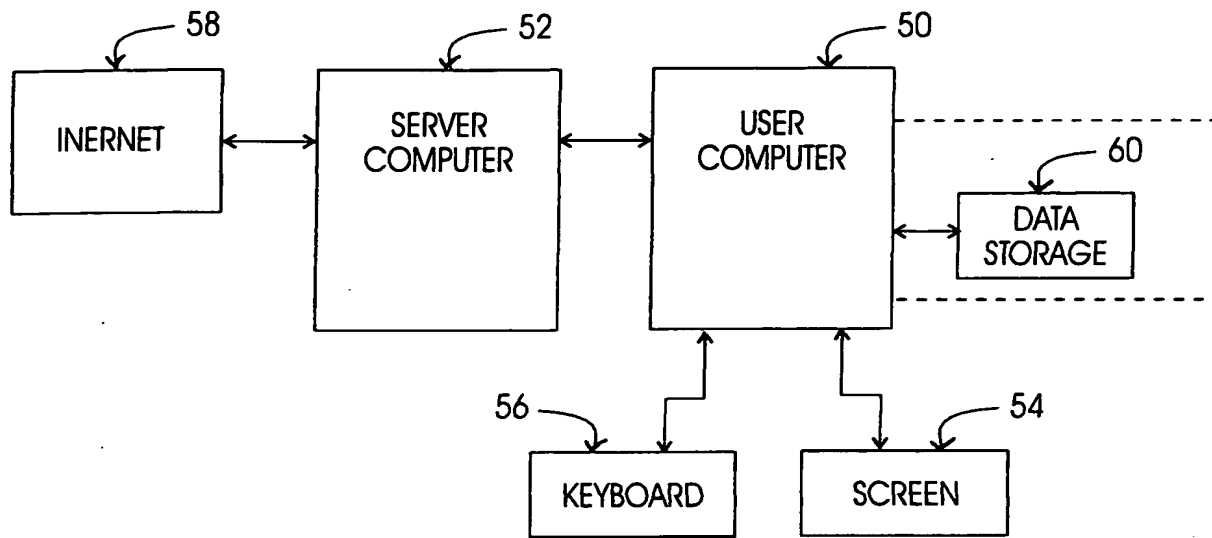 58
52
50
INERNET
SERVER
COMPUTER
USER
COMPUTER
60
DATA
STORAGE
56
54
KEYBOARD
SCREEN